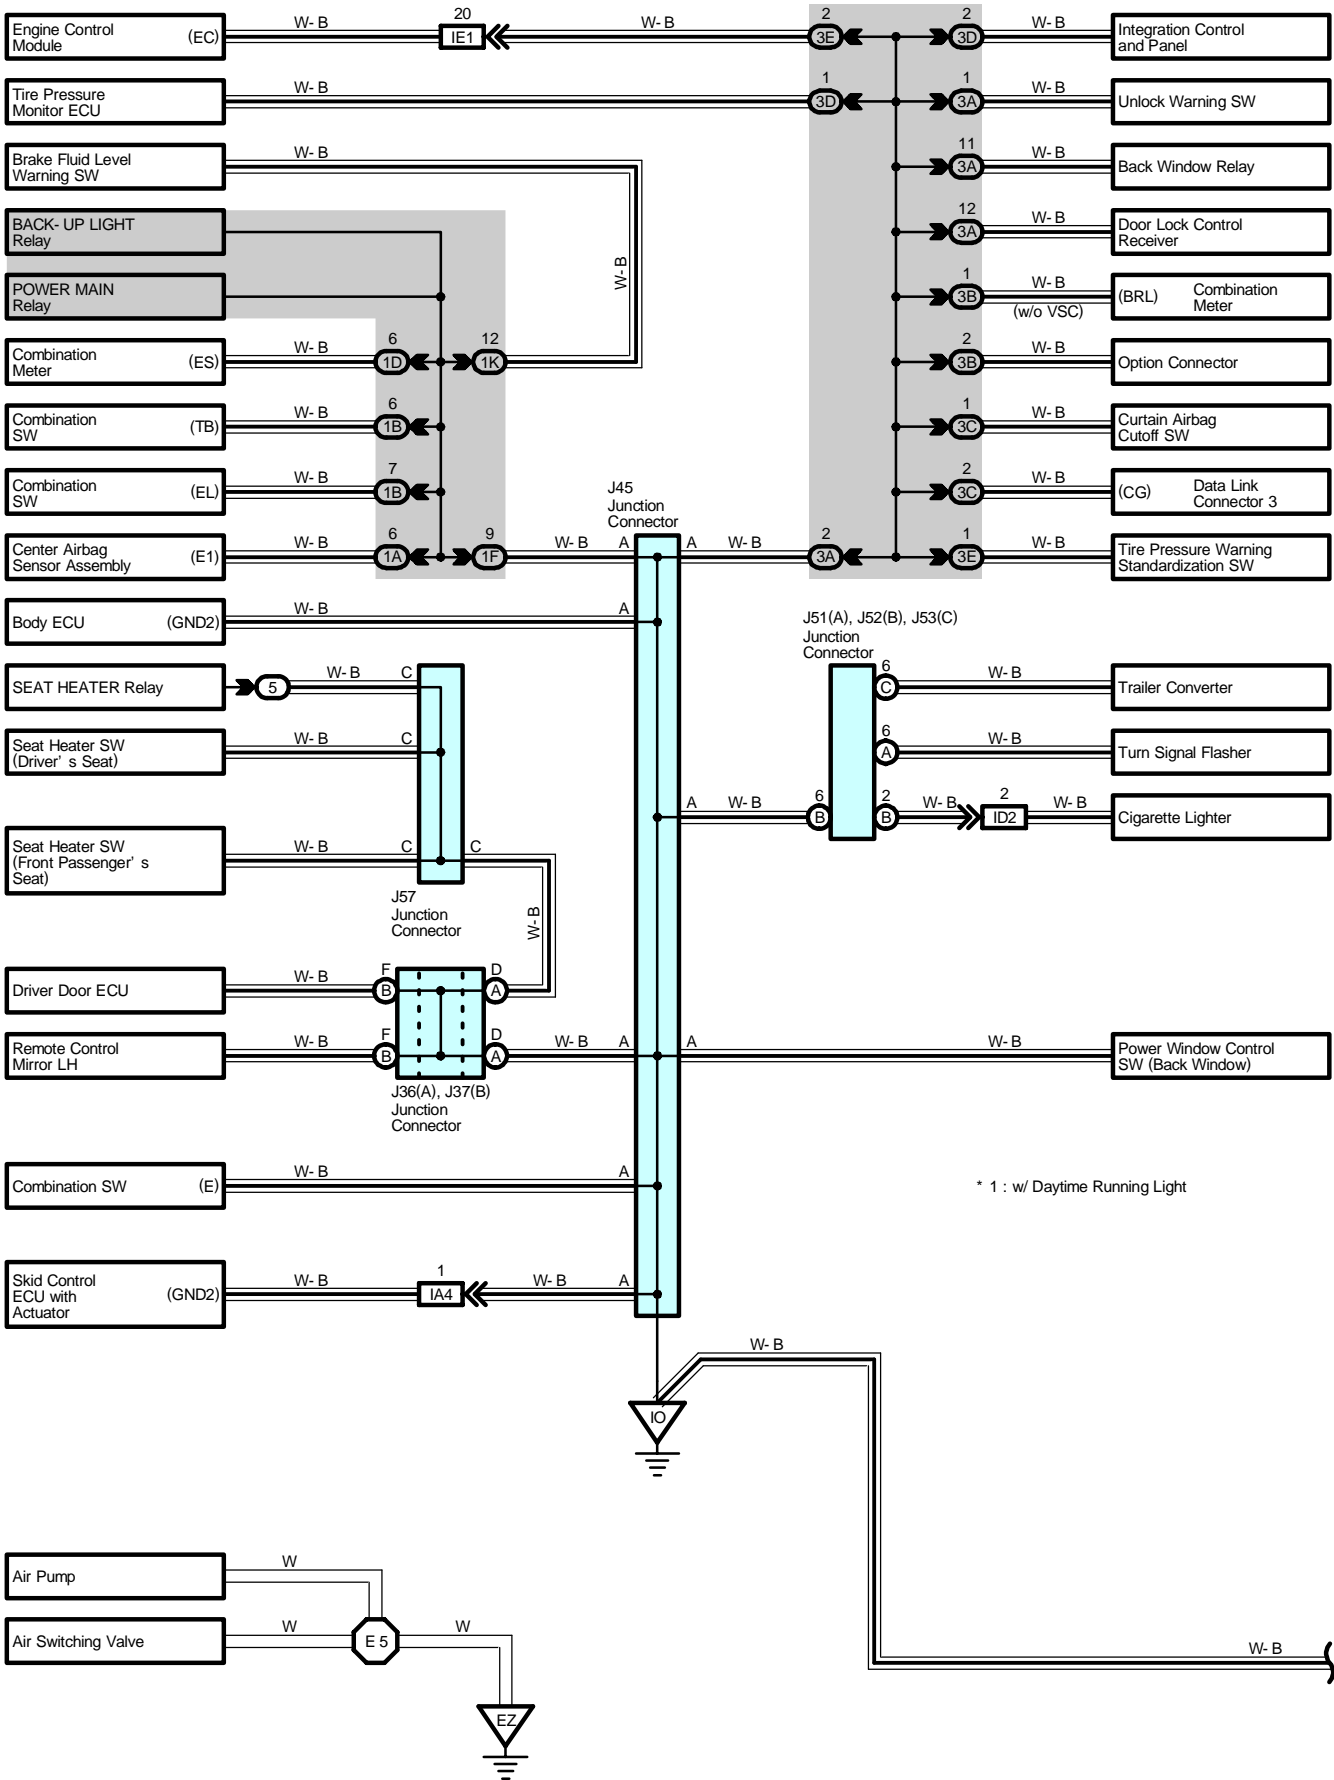 Engine Control
Module
(EC)
W- B
20
IE1
W- B
2
3E
2
3D
W- B
Integration Control
and Panel
Tire Pressure
Monitor ECU
W- B
1
3D
1
3A
W- B
Unlock Warning SW
Brake Fluid Level
Warning SW
W- B
11
3A
W- B
Back Window Relay
BACK- UP LIGHT
Relay
W- B
12
3A
W- B
Door Lock Control
Receiver
POWER MAIN
Relay
1
3B
W- B
(w/o VSC)
(BRL)
Combination
Meter
Combination
Meter
(ES)
W- B
6
1D
12
1K
2
3B
W- B
Option Connector
Combination
SW
(TB)
W- B
6
1B
1
3C
W- B
Curtain Airbag
Cutoff SW
Combination
SW
(EL)
W- B
7
1B
2
3C
W- B
(CG)
Data Link
Connector 3
J45
Junction
Connector
Center Airbag
Sensor Assembly
(E1)
W- B
6
1A
9
1F
W- B
A
A
W- B
2
3A
1
3E
W- B
Tire Pressure Warning
Standardization SW
Body ECU
(GND2)
W- B
A
J51(A), J52(B), J53(C)
Junction
Connector
SEAT HEATER Relay
5
W- B
C
6
C
W- B
Trailer Converter
Seat Heater SW
(Driver' s Seat)
W- B
C
6
A
W- B
Turn Signal Flasher
A
W- B
6
B
2
B
W- B
2
ID2
W- B
Cigarette Lighter
Seat Heater SW
(Front Passenger' s
Seat)
W- B
C
C
W- B
J57
Junction
Connector
Driver Door ECU
W- B
F
B
D
A
Remote Control
Mirror LH
W- B
F
B
D
A
W- B
A
A
W- B
Power Window Control
SW (Back Window)
J36(A), J37(B)
Junction
Connector
Combination SW
(E)
W- B
A
* 1 : w/ Daytime Running Light
Skid Control
ECU with
Actuator
(GND2)
W- B
1
IA4
W- B
A
W- B
IO
Air Pump
W
Air Switching Valve
W
E 5
W
W- B
EZ